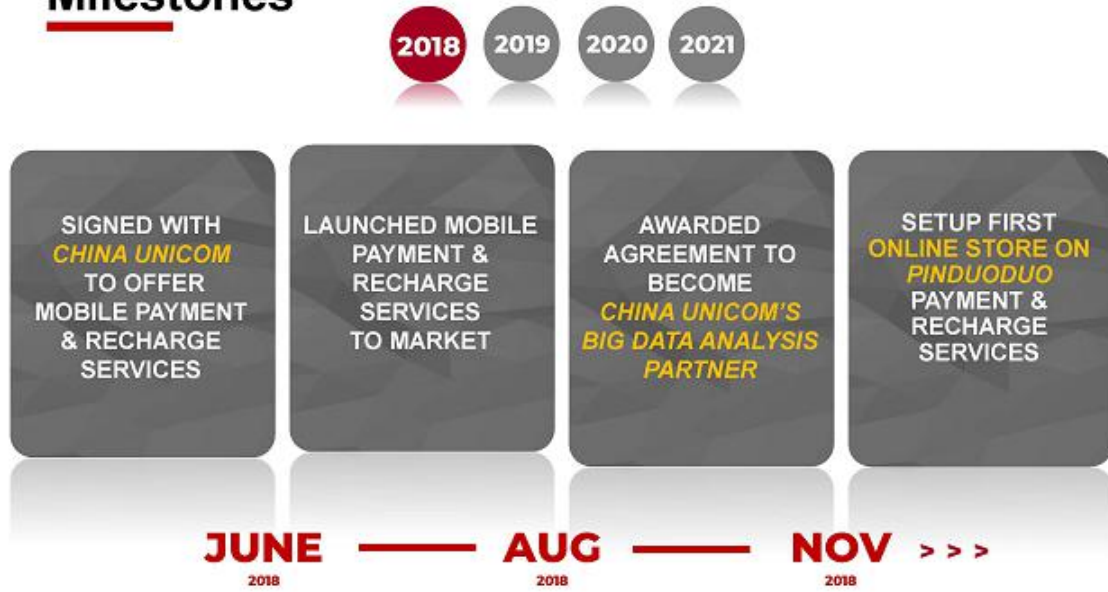 Milestones
2018 2019 2020 2021
SIGNED WITH
CHINA UNICOM
TO OFFER
MOBILE PAYMENT
& RECHARGE
SERVICES
LAUNCHED MOBILE
PAYMENT &
RECHARGE
SERVICES
TO MARKET
AWARDED
AGREEMENT TO
BECOME
CHINA UNICOM'S
BIG DATA ANALYSIS
PARTNER
SETUP FIRST
ONLINE STORE ON
PINDUODUO
PAYMENT &
RECHARGE
SERVICES
JUNE AUG NOV > > >
2018 2018 2018